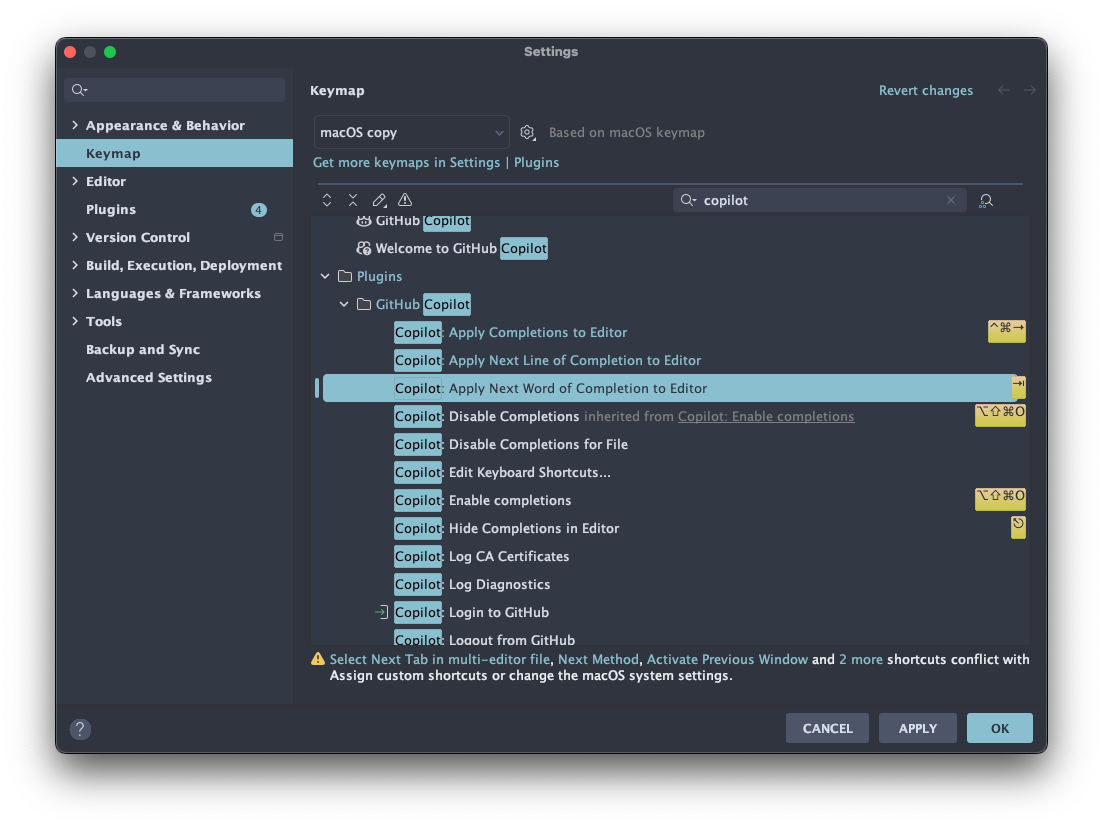 Settings
Appearance & Behavior
Keymap
Editor
Plugins 4
Version Control
Build, Execution, Deployment
Languages & Frameworks
Tools
Backup and Sync
Advanced Settings
Keymap
Revert changes
macOS copy
Based on macOS keymap
Get more keymaps in Settings | Plugins
copilot
GitHub Copilot
Welcome to GitHub Copilot
Plugins
GitHub Copilot
Copilot: Apply Completions to Editor ^⌘→
Copilot: Apply Next Line of Completion to Editor
Copilot: Apply Next Word of Completion to Editor ⇥
Copilot: Disable Completions inherited from Copilot: Enable completions ⌥⇧⌘O
Copilot: Disable Completions for File
Copilot: Edit Keyboard Shortcuts...
Copilot: Enable completions ⌥⇧⌘O
Copilot: Hide Completions in Editor ⎋
Copilot: Log CA Certificates
Copilot: Log Diagnostics
Copilot: Login to GitHub
Copilot: Logout from GitHub
Select Next Tab in multi-editor file, Next Method, Activate Previous Window and 2 more shortcuts conflict with
Assign custom shortcuts or change the macOS system settings.
?
CANCEL
APPLY
OK